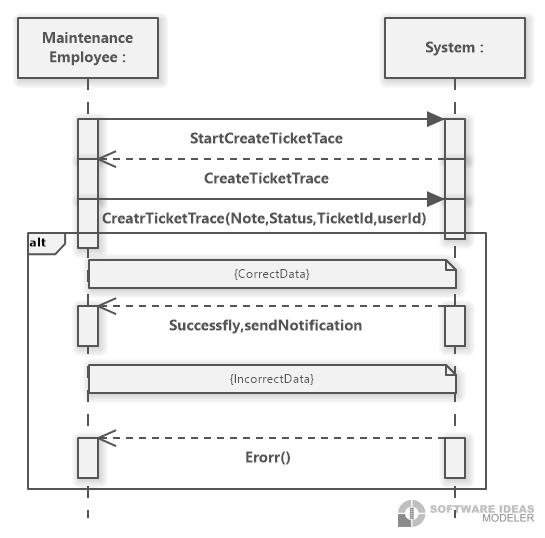 Maintenance
Employee :
System :
StartCreateTicketTace
CreateTicketTrace
CreatrTicketTrace(Note,Status,TicketId,userId)
alt
{CorrectData}
Successfly,sendNotification
{IncorrectData}
Erorr()
SOFTWARE IDEAS
MODELER